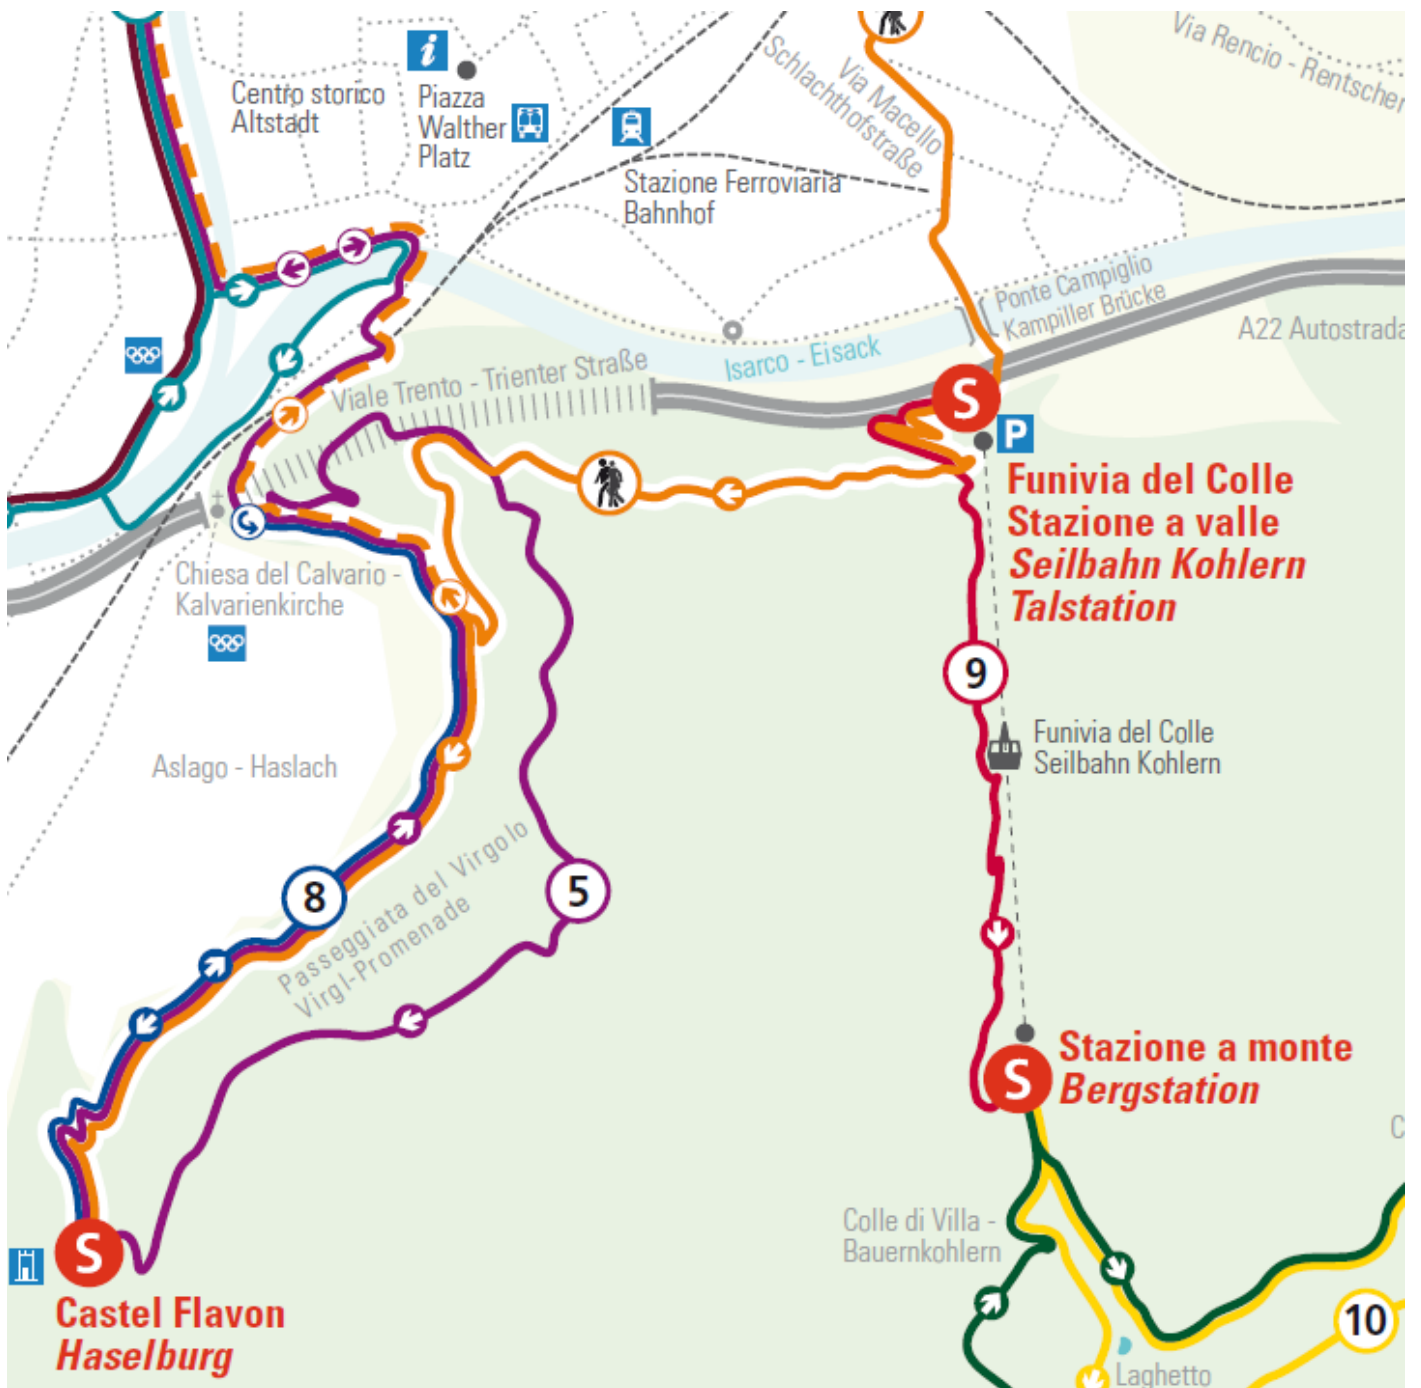 Via Rencio - Rentscher
Schlachthofstraße
Via Macello
i
Centro storico
Altstadt
Piazza
Walther
Platz
Stazione Ferroviaria
Bahnhof
Ponte Campiglio
Kampiller Brücke
A22 Autostrada
Isarco - Eisack
Viale Trento - Trienter Straße
S
P
Funivia del Colle
Stazione a valle
Seilbahn Kohlern
Talstation
Chiesa del Calvario -
Kalvarienkirche
9
Funivia del Colle
Seilbahn Kohlern
Aslago - Haslach
8
5
Passeggiata del Virgolo
Virgl-Promenade
S
Stazione a monte
Bergstation
C
Colle di Villa -
Bauernkohlern
S
Castel Flavon
Haselburg
10
Laghetto